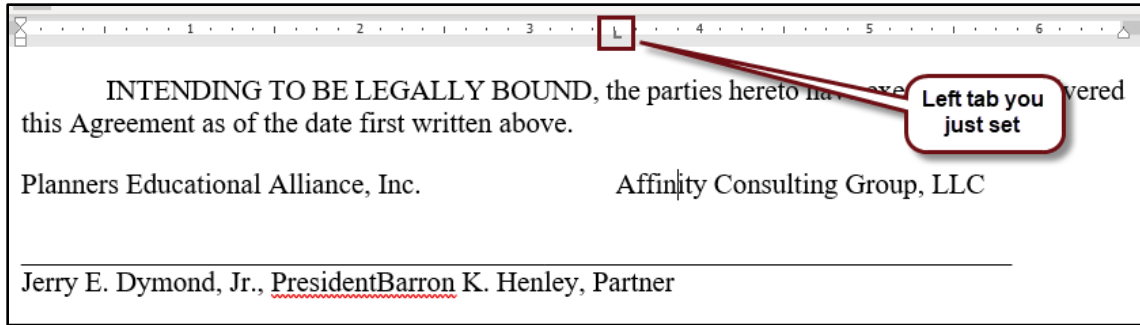 1 2 3 4 5 6
INTENDING TO BE LEGALLY BOUND, the parties hereto have exe vered
this Agreement as of the date first written above.
Left tab you
just set
Planners Educational Alliance, Inc. Affinity Consulting Group, LLC
Jerry E. Dymond, Jr., PresidentBarron K. Henley, Partner